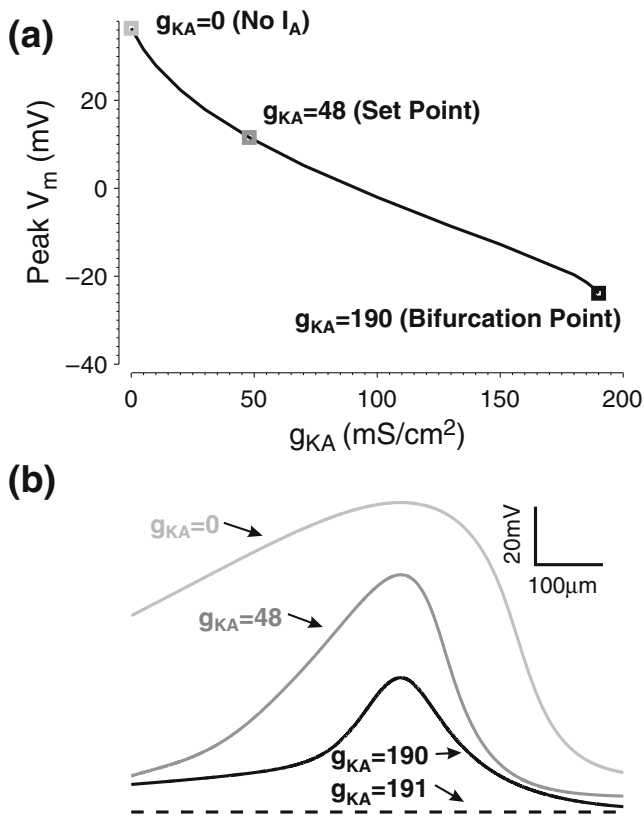 (a)
g_KA=0 (No I_A)
g_KA=48 (Set Point)
g_KA=190 (Bifurcation Point)
Peak V_m (mV)
20
0
−20
−40
0
50
100
150
200
g_KA (mS/cm²)
(b)
g_KA=0
g_KA=48
g_KA=190
g_KA=191
20mV
100μm